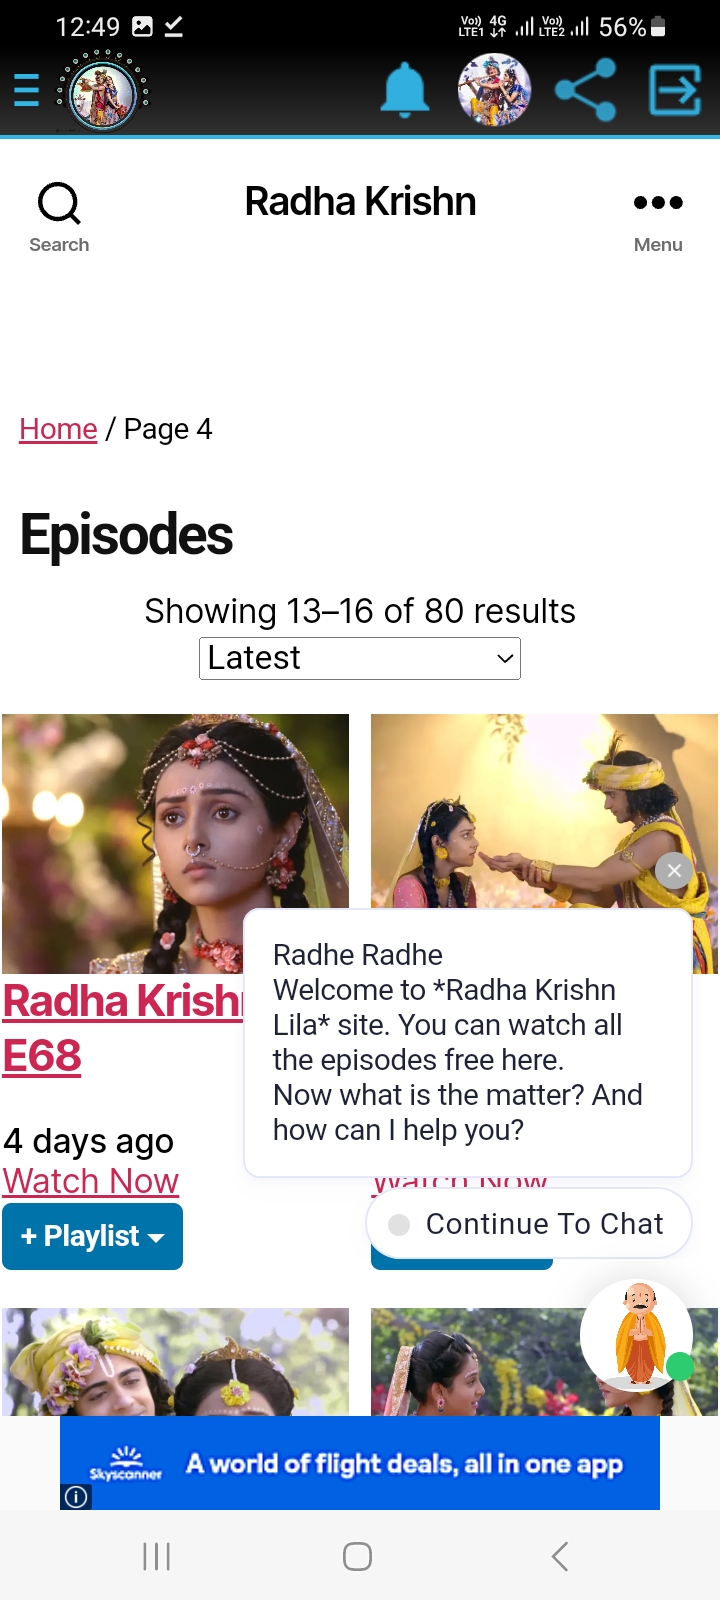 12:49
Vo)) 4G Vo)) 56%
LTE1 LTE2
Radha Krishn
Search
Menu
Home / Page 4
Episodes
Showing 13–16 of 80 results
Latest
Radhe Radhe
Welcome to *Radha Krishn
Lila* site. You can watch all
the episodes free here.
Now what is the matter? And
how can I help you?
Radha Krishn
E68
4 days ago
Watch Now
Watch Now
+ Playlist
Continue To Chat
Skyscanner
A world of flight deals, all in one app